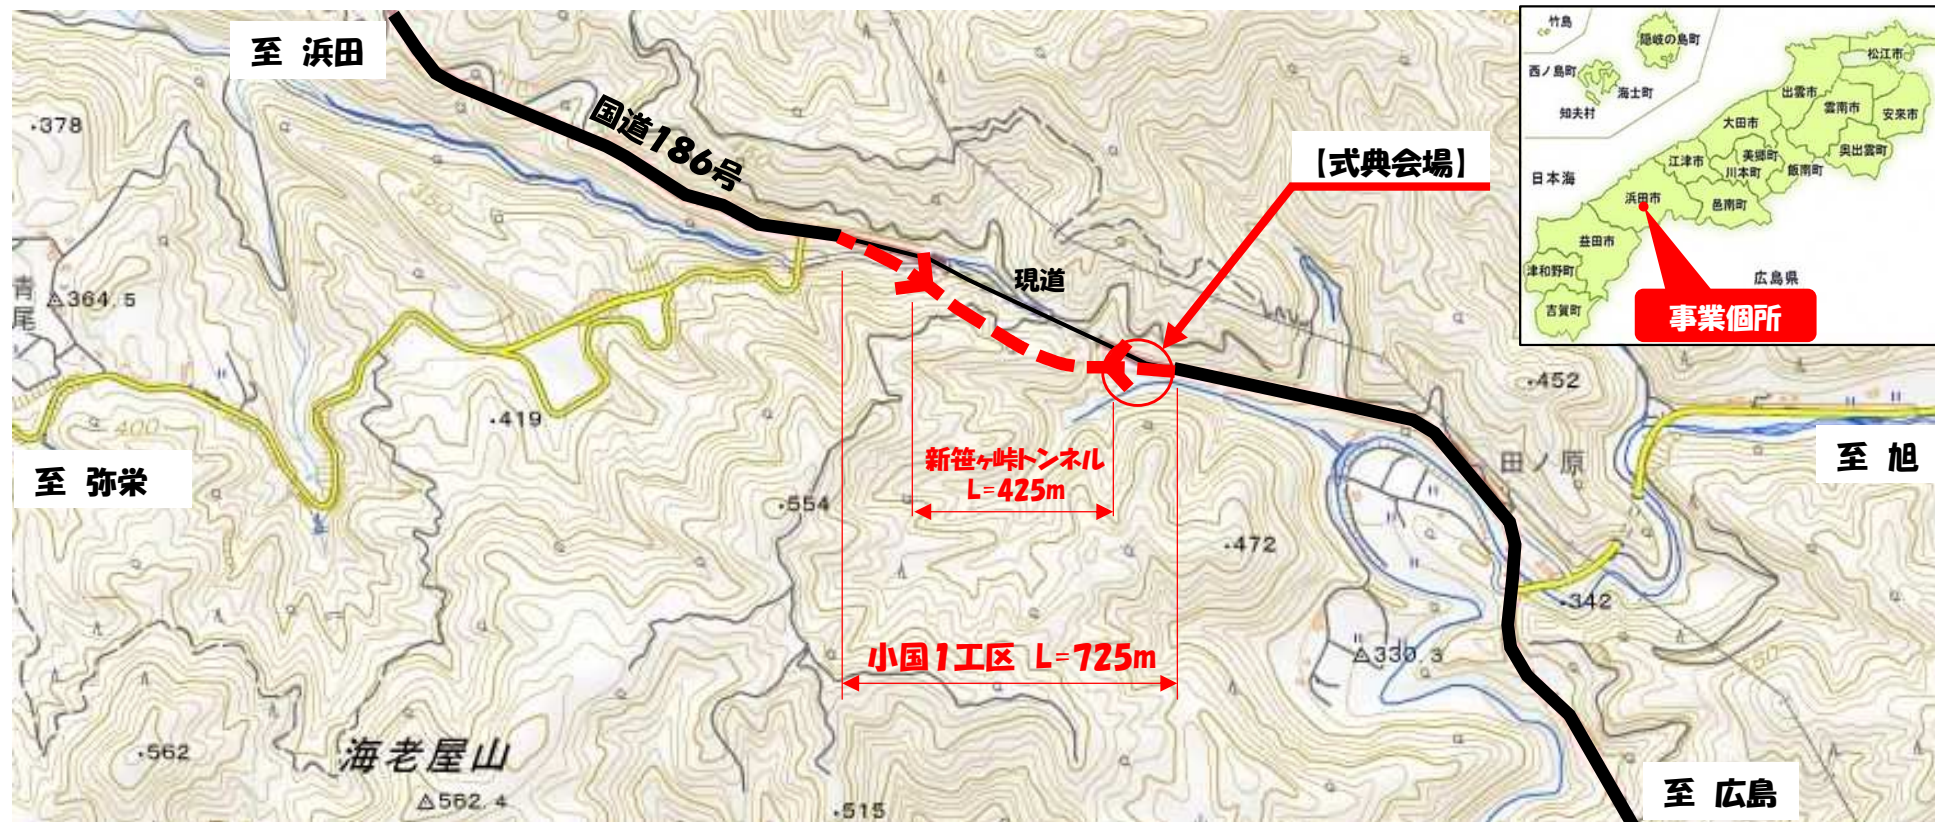 至 浜田
国道186号
・378
青尾
△364.5
400
・419
至 弥栄
・554
・562
海老屋山
△562.4
・515
現道
【式典会場】
新笹ヶ峠トンネル
L=425m
小国1工区 L=725m
・472
・452
田ノ原
至 旭
・342
△330.3
至 広島
竹島
隠岐の島町
西ノ島町
海士町
知夫村
松江市
出雲市
雲南市
安来市
大田市
奥出雲町
江津市
美郷町
飯南町
川本町
日本海
浜田市
邑南町
益田市
津和野町
吉賀町
広島県
事業個所